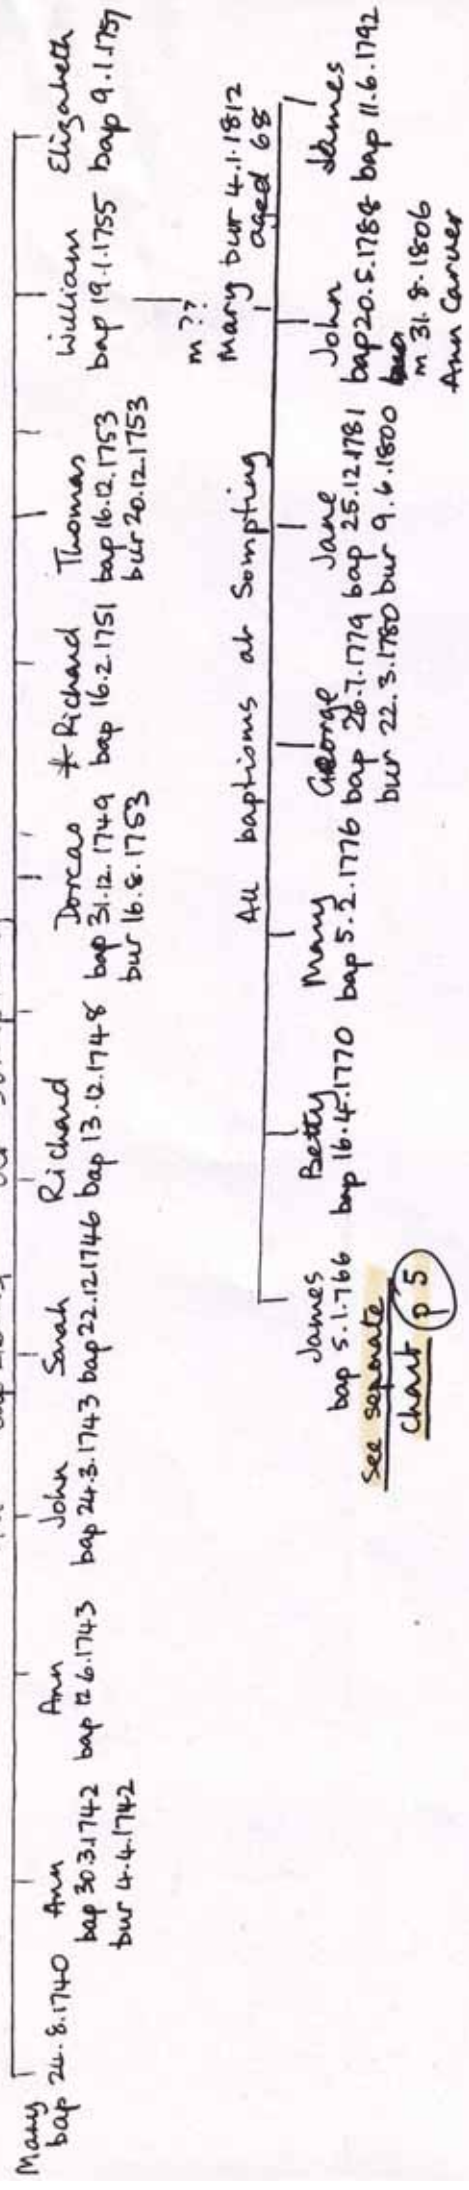 bur Sompting
Mary
bap 24.8.1740
Ann
bap 30.3.1742
bur 4.4.1742
Ann
bap 12.6.1743
John
bap 24.3.1743
Sarah
bap 22.12.1746
Richard
bap 13.12.1748
Dorcas
bap 31.12.1749
bur 16.8.1753
* Richard
bap 16.2.1751
Thomas
bap 16.12.1753
bur 20.12.1753
William
bap 19.1.1755
Elizabeth
bap 9.1.1757
m ??
Mary bur 4.1.1812
aged 68
All baptisms at Sompting
James
bap 5.1.1766
See separate
Chart p 5
Betty
bap 16.4.1770
Mary
bap 5.2.1776
George
bap 26.7.1779
bur 22.3.1780
Jane
bap 25.12.1781
bur 9.6.1800
John
bap 20.5.1788
m 31.8.1806
Ann Carver
James
bap 11.6.1792